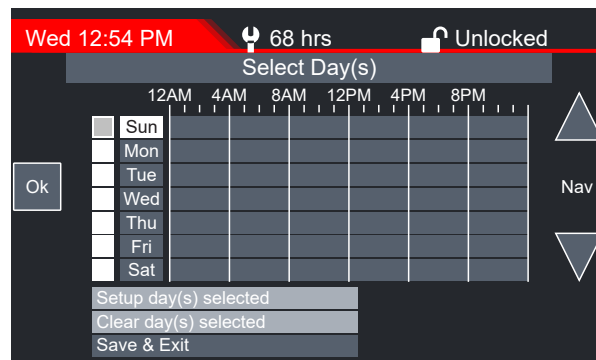 Wed 12:54 PM 68 hrs Unlocked
Select Day(s)
12AM 4AM 8AM 12PM 4PM 8PM
Sun
Mon
Tue
Ok
Wed
Nav
Thu
Fri
Sat
Setup day(s) selected
Clear day(s) selected
Save & Exit